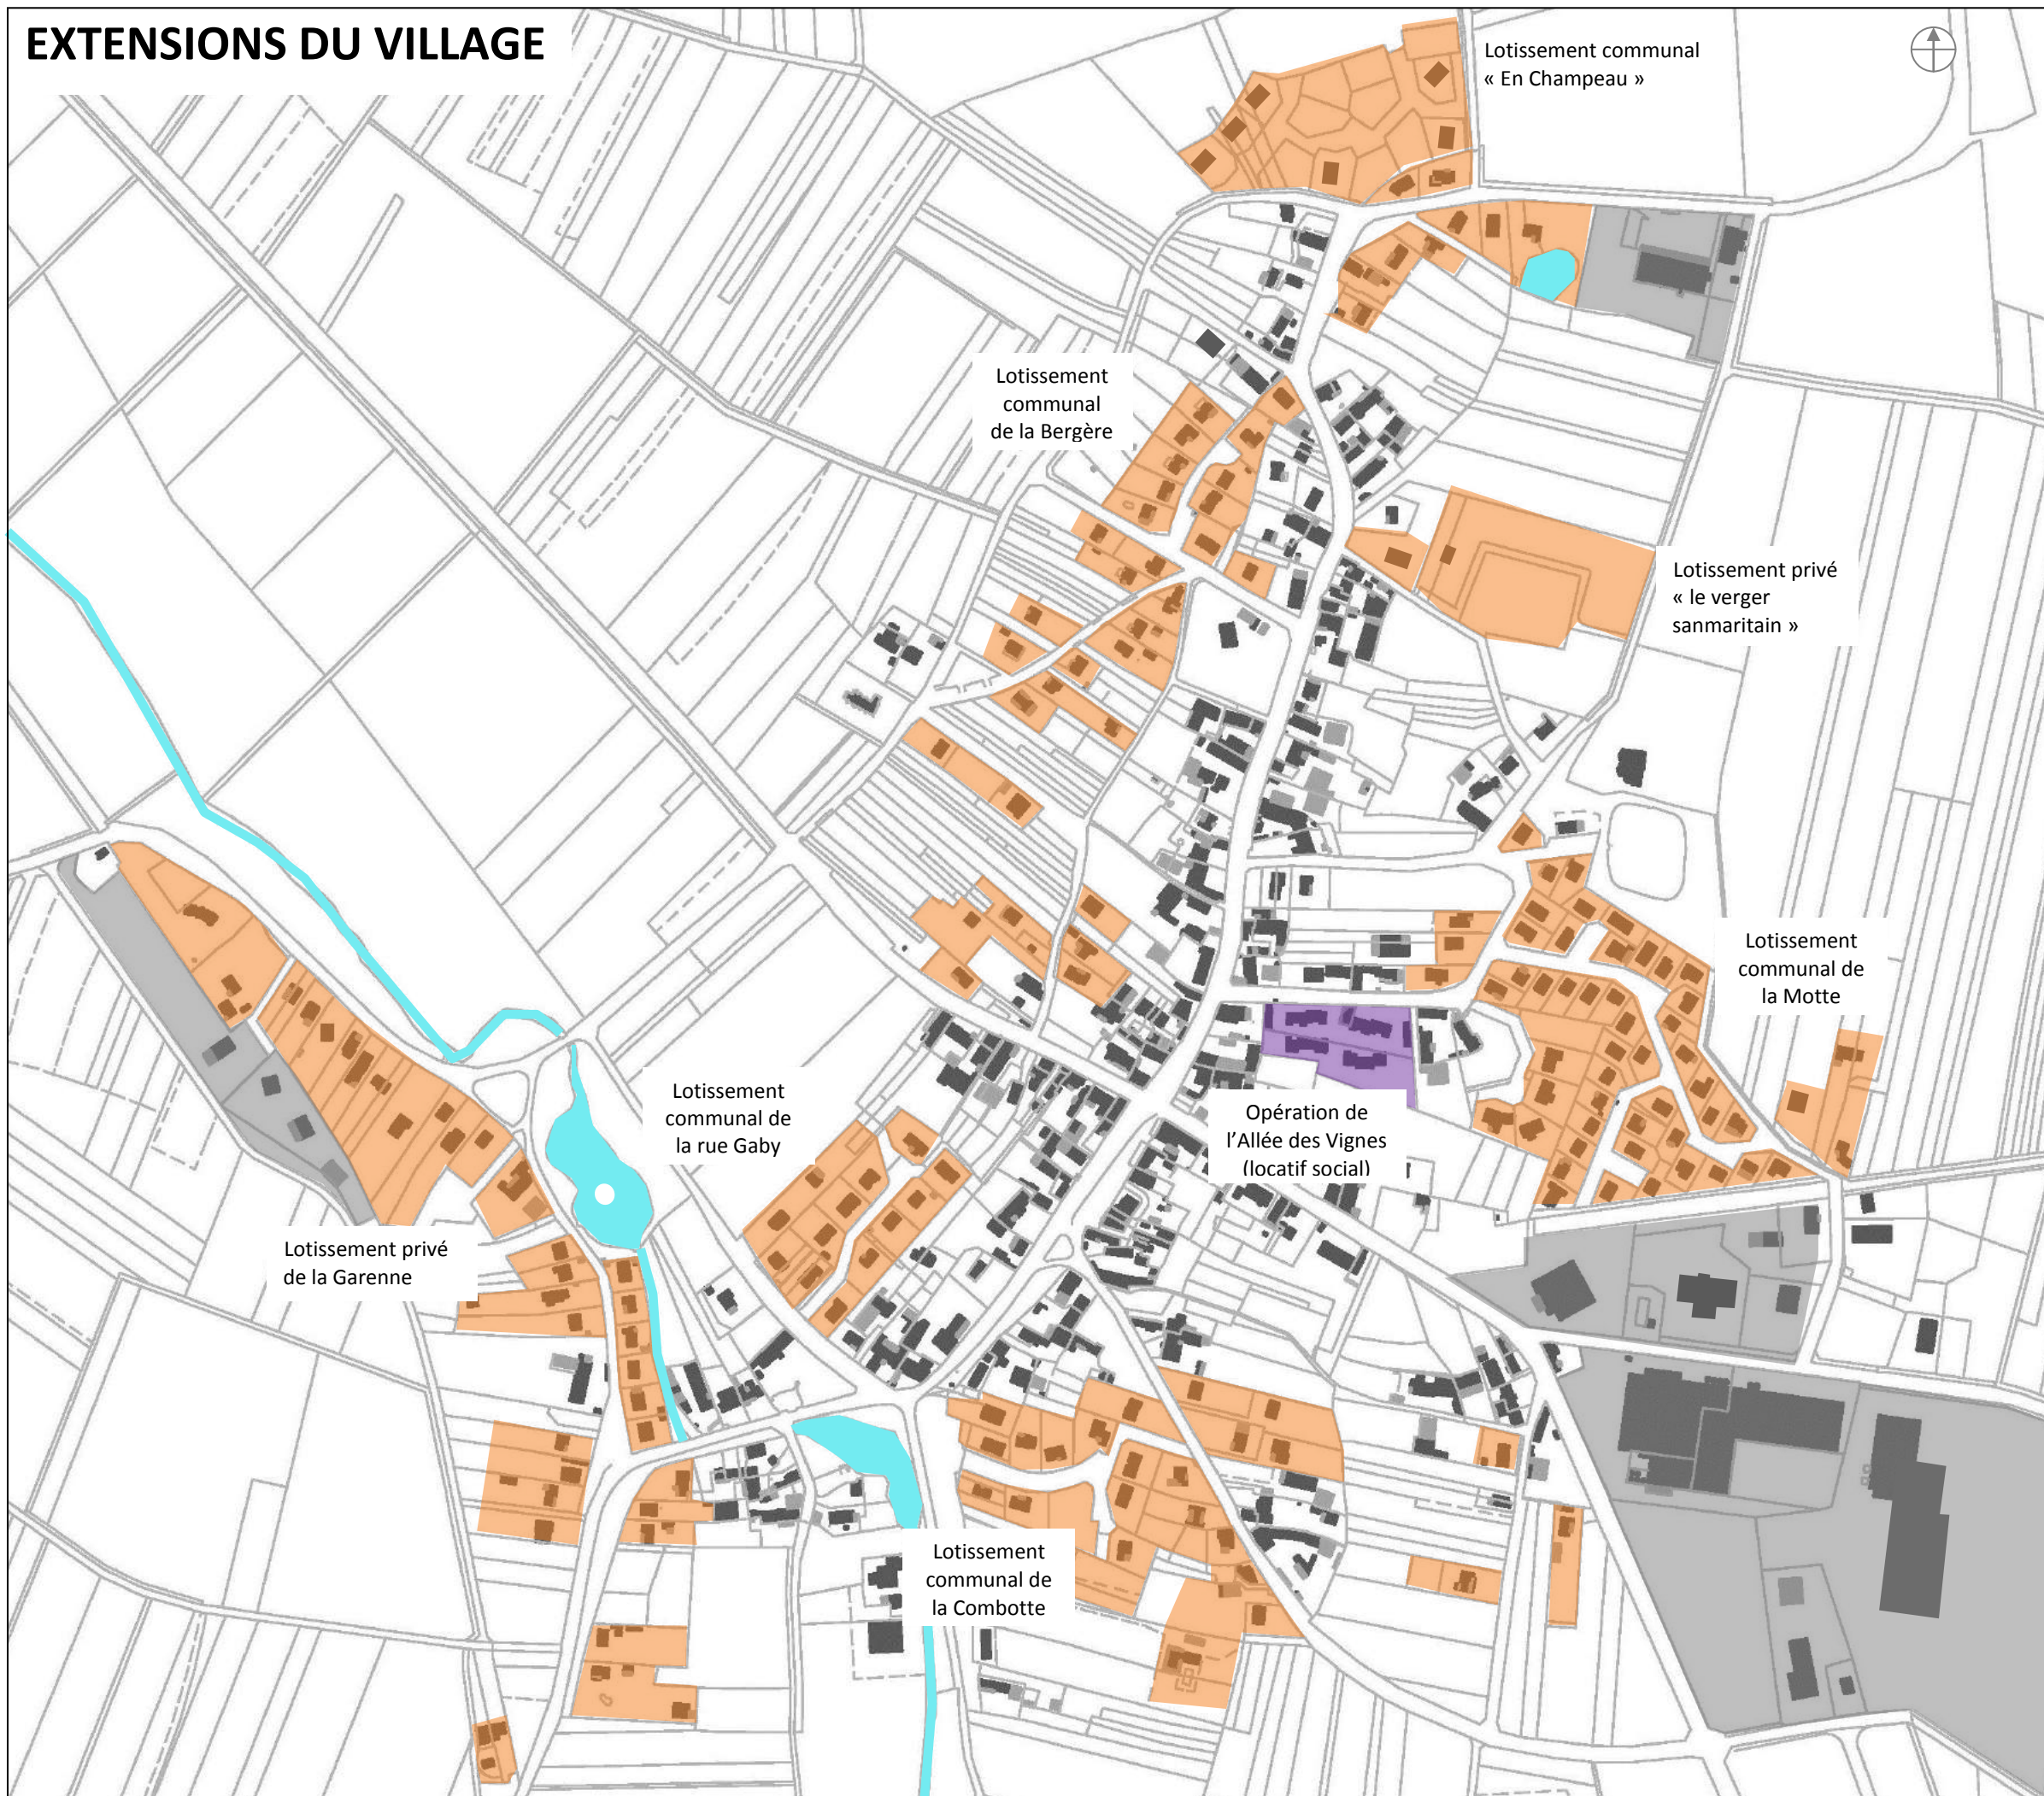 EXTENSIONS DU VILLAGE
Lotissement communal
« En Champeau »
Lotissement
communal
de la Bergère
Lotissement privé
« le verger
sanmaritain »
Lotissement
communal de
la Motte
Lotissement
communal de
la rue Gaby
Opération de
l'Allée des Vignes
(locatif social)
Lotissement privé
de la Garenne
Lotissement
communal de
la Combotte